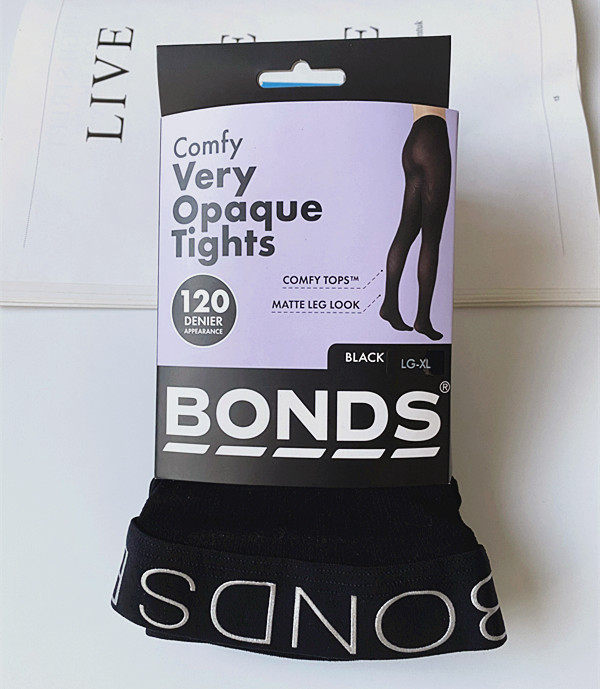 LIVE
Comfy
Very
Opaque
Tights
COMFY TOPS™
MATTE LEG LOOK
120
DENIER
APPEARANCE
BLACK LG-XL
BONDS®
BONDS